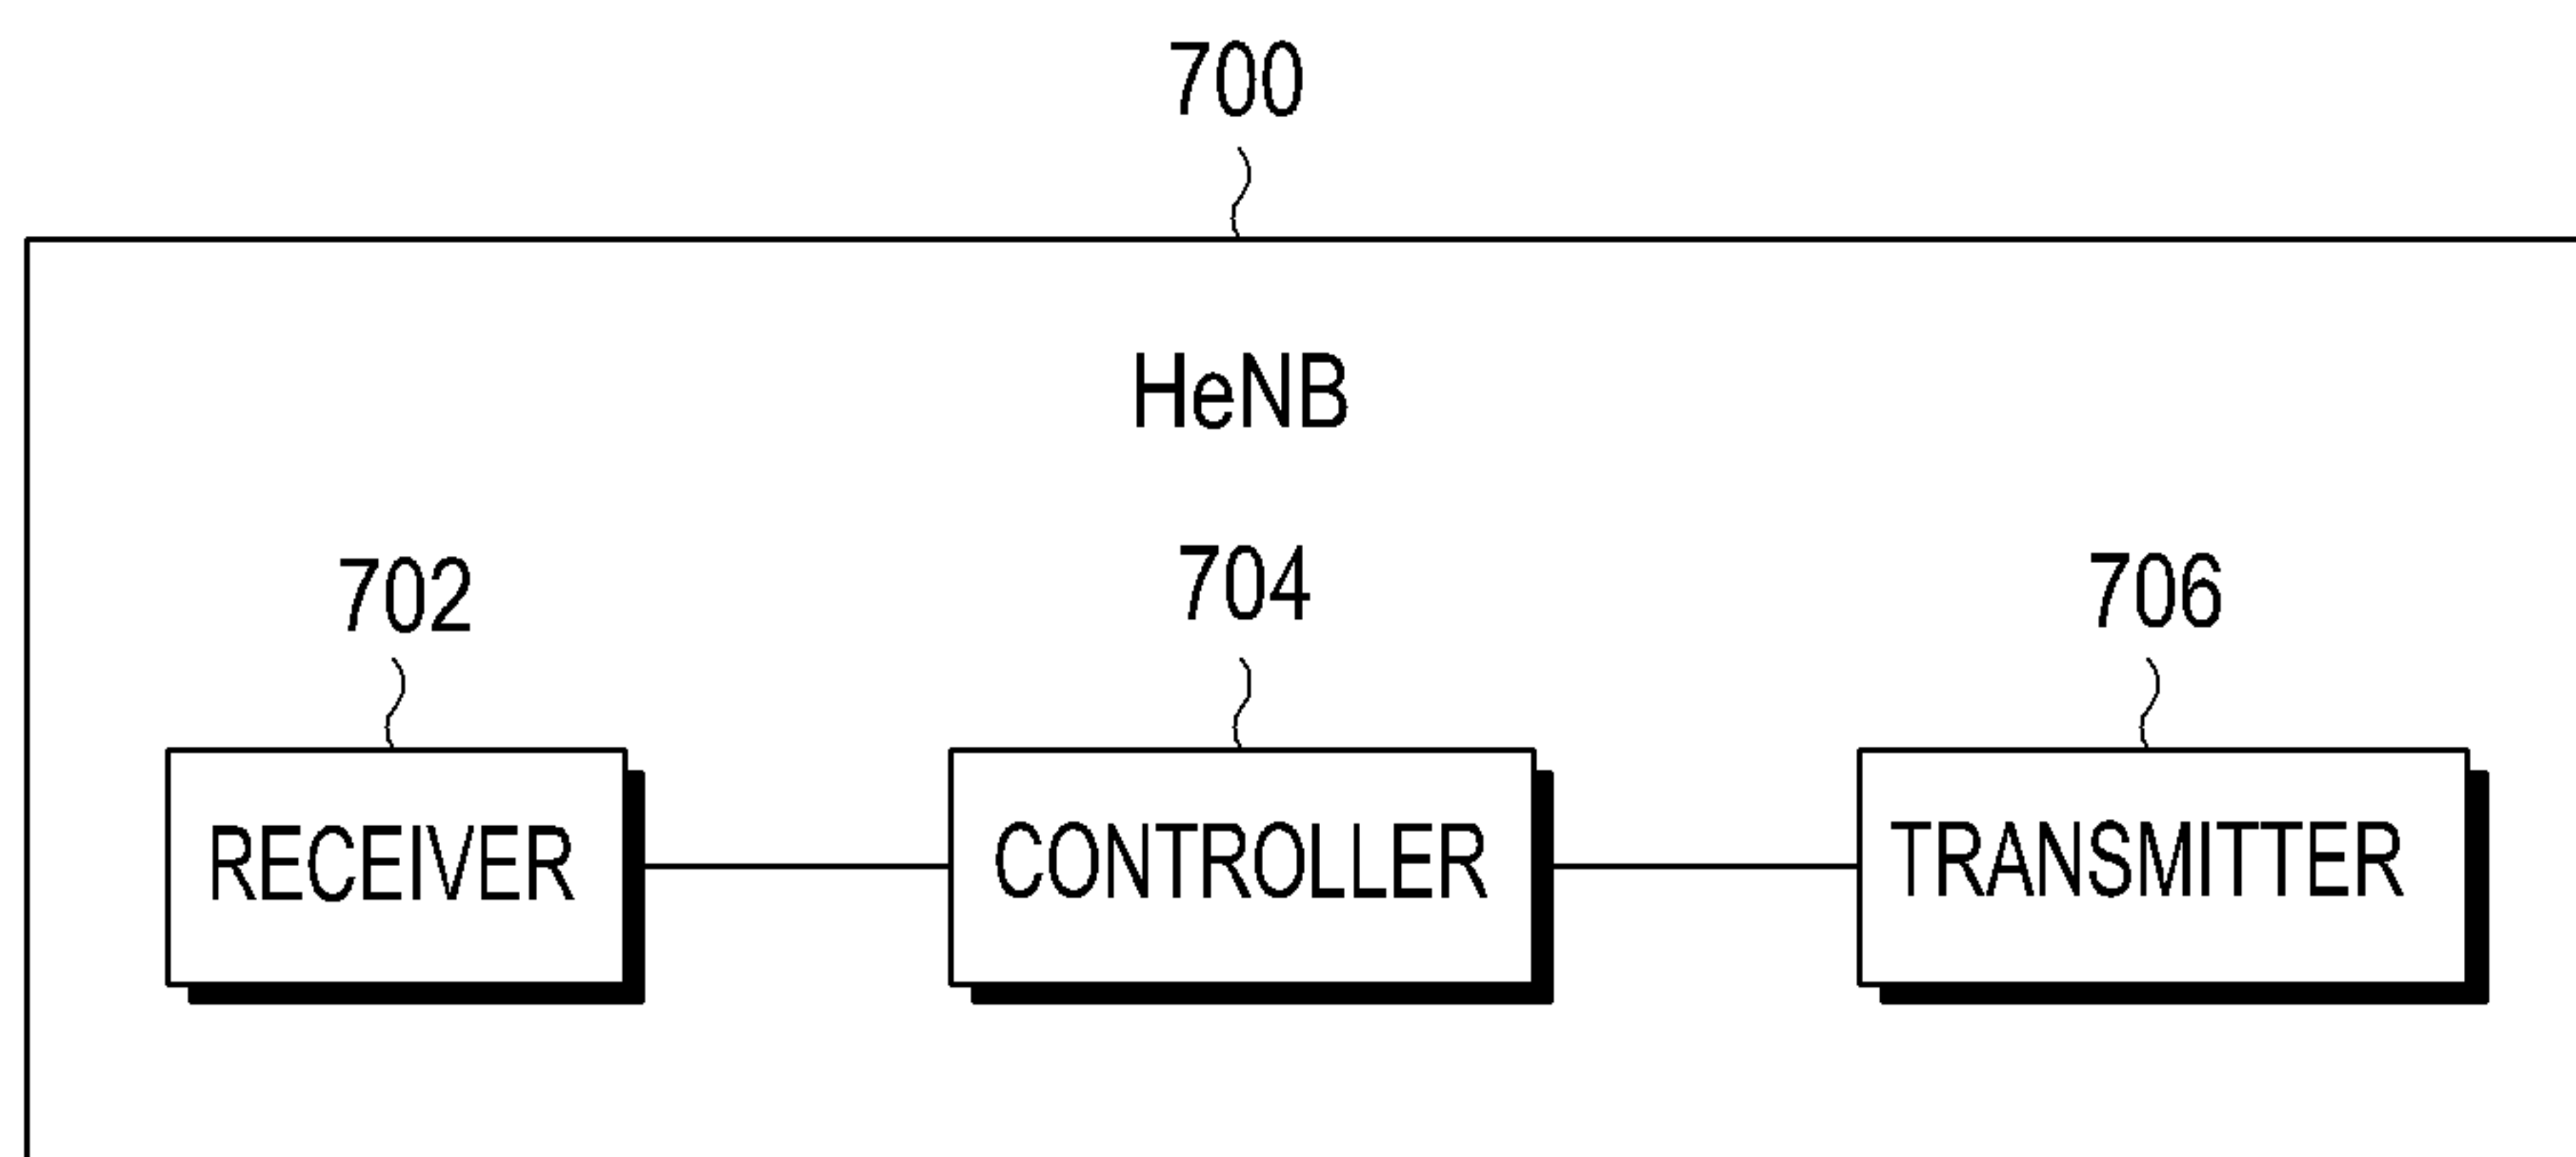 700
HeNB
702 704 706
RECEIVER CONTROLLER TRANSMITTER